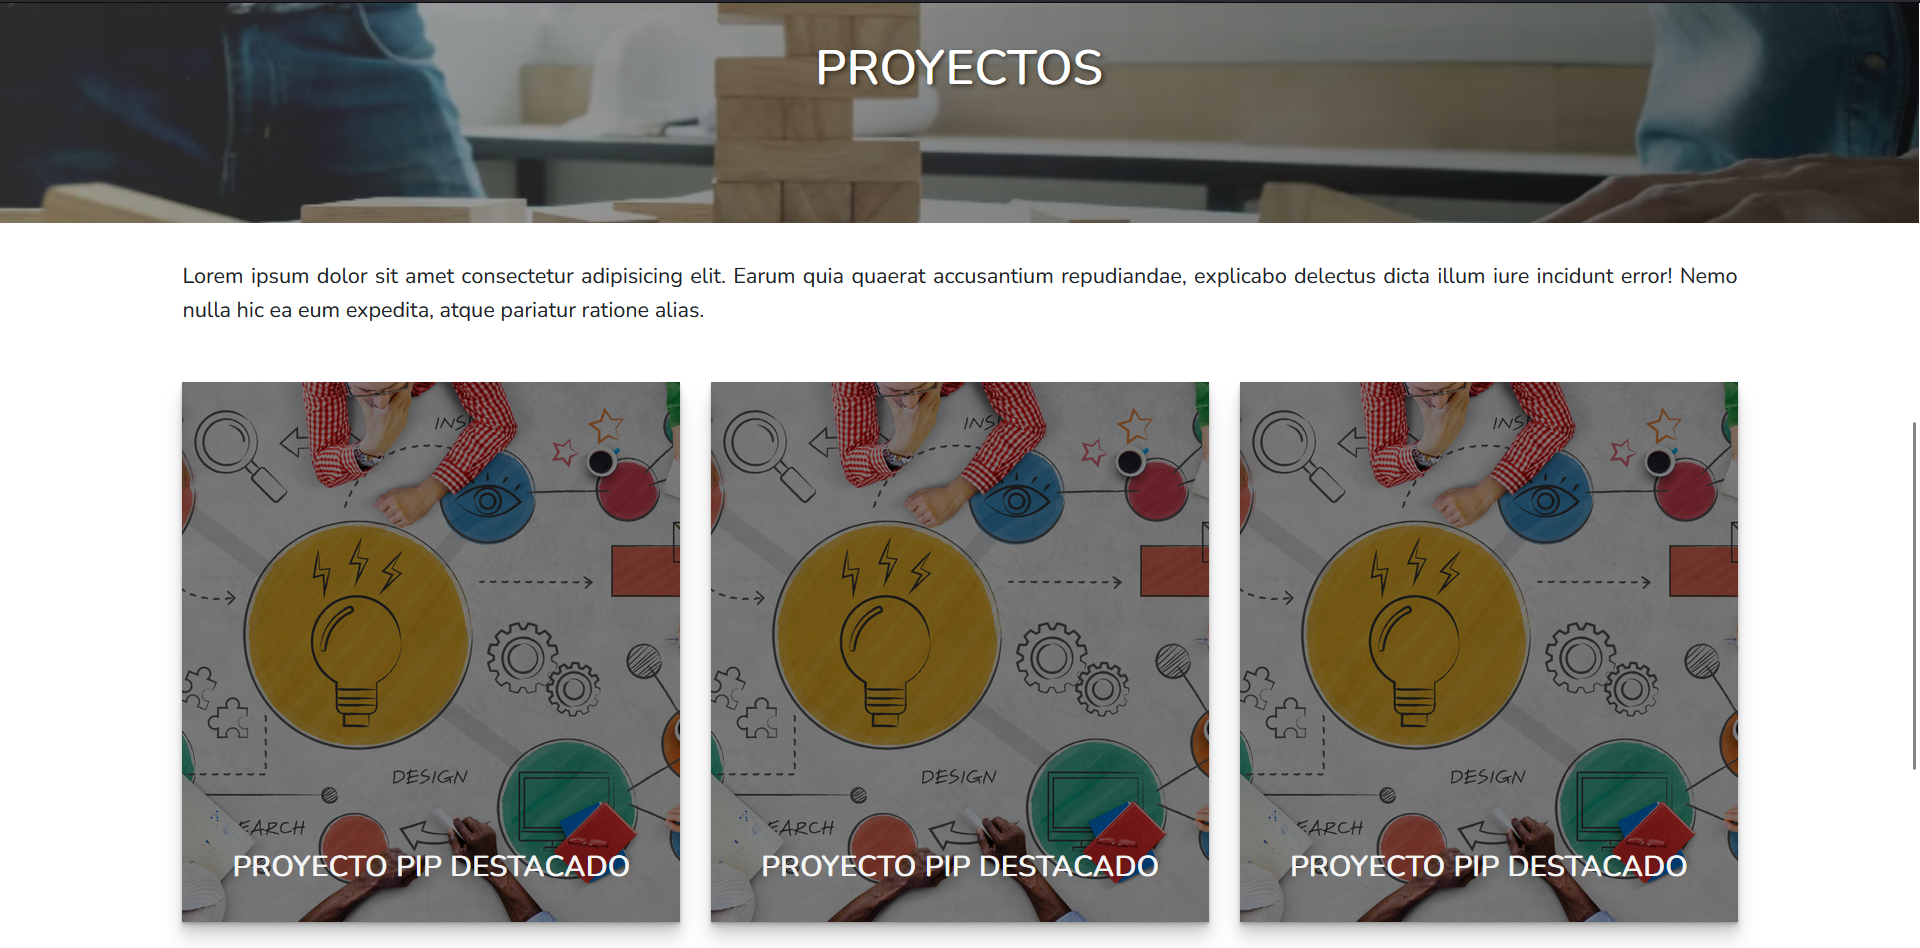 PROYECTOS
Lorem ipsum dolor sit amet consectetur adipisicing elit. Earum quia quaerat accusantium repudiandae, explicabo delectus dicta illum iure incidunt error! Nemo
nulla hic ea eum expedita, atque pariatur ratione alias.
INS
INS
INS
DESIGN
DESIGN
DESIGN
EARCH
EARCH
EARCH
PROYECTO PIP DESTACADO
PROYECTO PIP DESTACADO
PROYECTO PIP DESTACADO